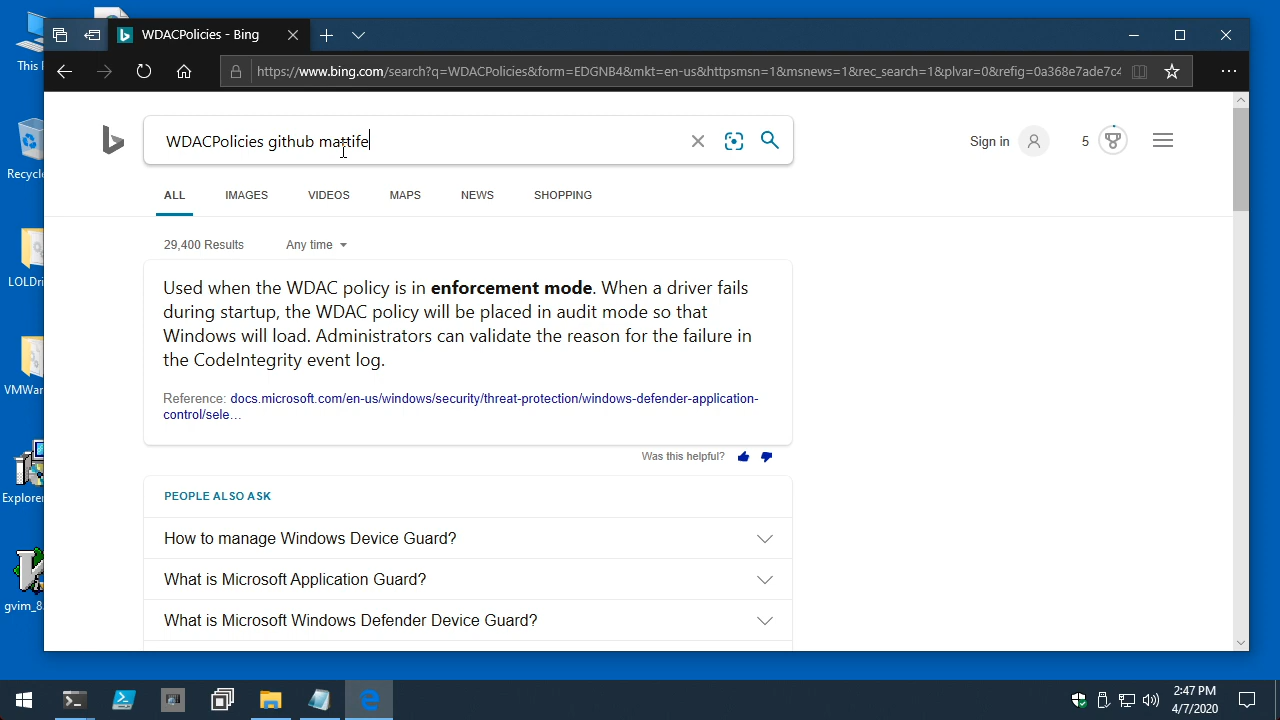 This
WDACPolicies - Bing
https://www.bing.com/search?q=WDACPolicies&form=EDGNB4&mkt=en-us&httpsmsn=1&msnews=1&rec_search=1&plvar=0&refig=0a368e7ade7c4
WDACPolicies github mattife
Sign in
5
Recycle
ALL
IMAGES
VIDEOS
MAPS
NEWS
SHOPPING
29,400 Results
Any time
LOLDri
Used when the WDAC policy is in enforcement mode. When a driver fails
during startup, the WDAC policy will be placed in audit mode so that
Windows will load. Administrators can validate the reason for the failure in
the CodeIntegrity event log.
VMWar
Reference: docs.microsoft.com/en-us/windows/security/threat-protection/windows-defender-application-
control/sele...
Was this helpful?
Explorer
PEOPLE ALSO ASK
How to manage Windows Device Guard?
What is Microsoft Application Guard?
gvim_8.
What is Microsoft Windows Defender Device Guard?
2:47 PM
4/7/2020